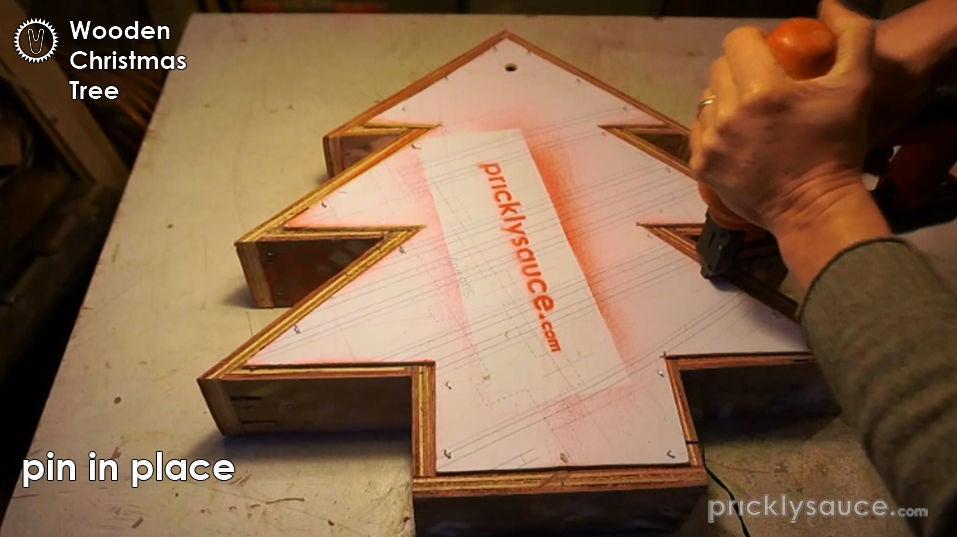 Wooden
Christmas
Tree
pricklysauce.com
pin in place
pricklysauce.com